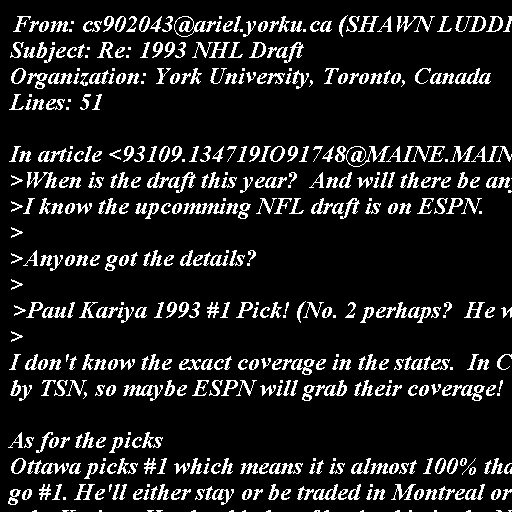 From: cs902043@ariel.yorku.ca (SHAWN LUDDI
Subject: Re: 1993 NHL Draft
Organization: York University, Toronto, Canada
Lines: 51

In article <93109.134719IO91748@MAINE.MAIN
>When is the draft this year?  And will there be any
>I know the upcomming NFL draft is on ESPN.
>
>Anyone got the details?
>
>Paul Kariya 1993 #1 Pick! (No. 2 perhaps?  He w
>
I don't know the exact coverage in the states.  In C
by TSN, so maybe ESPN will grab their coverage!

As for the picks
Ottawa picks #1 which means it is almost 100% tha
go #1. He'll either stay or be traded in Montreal or